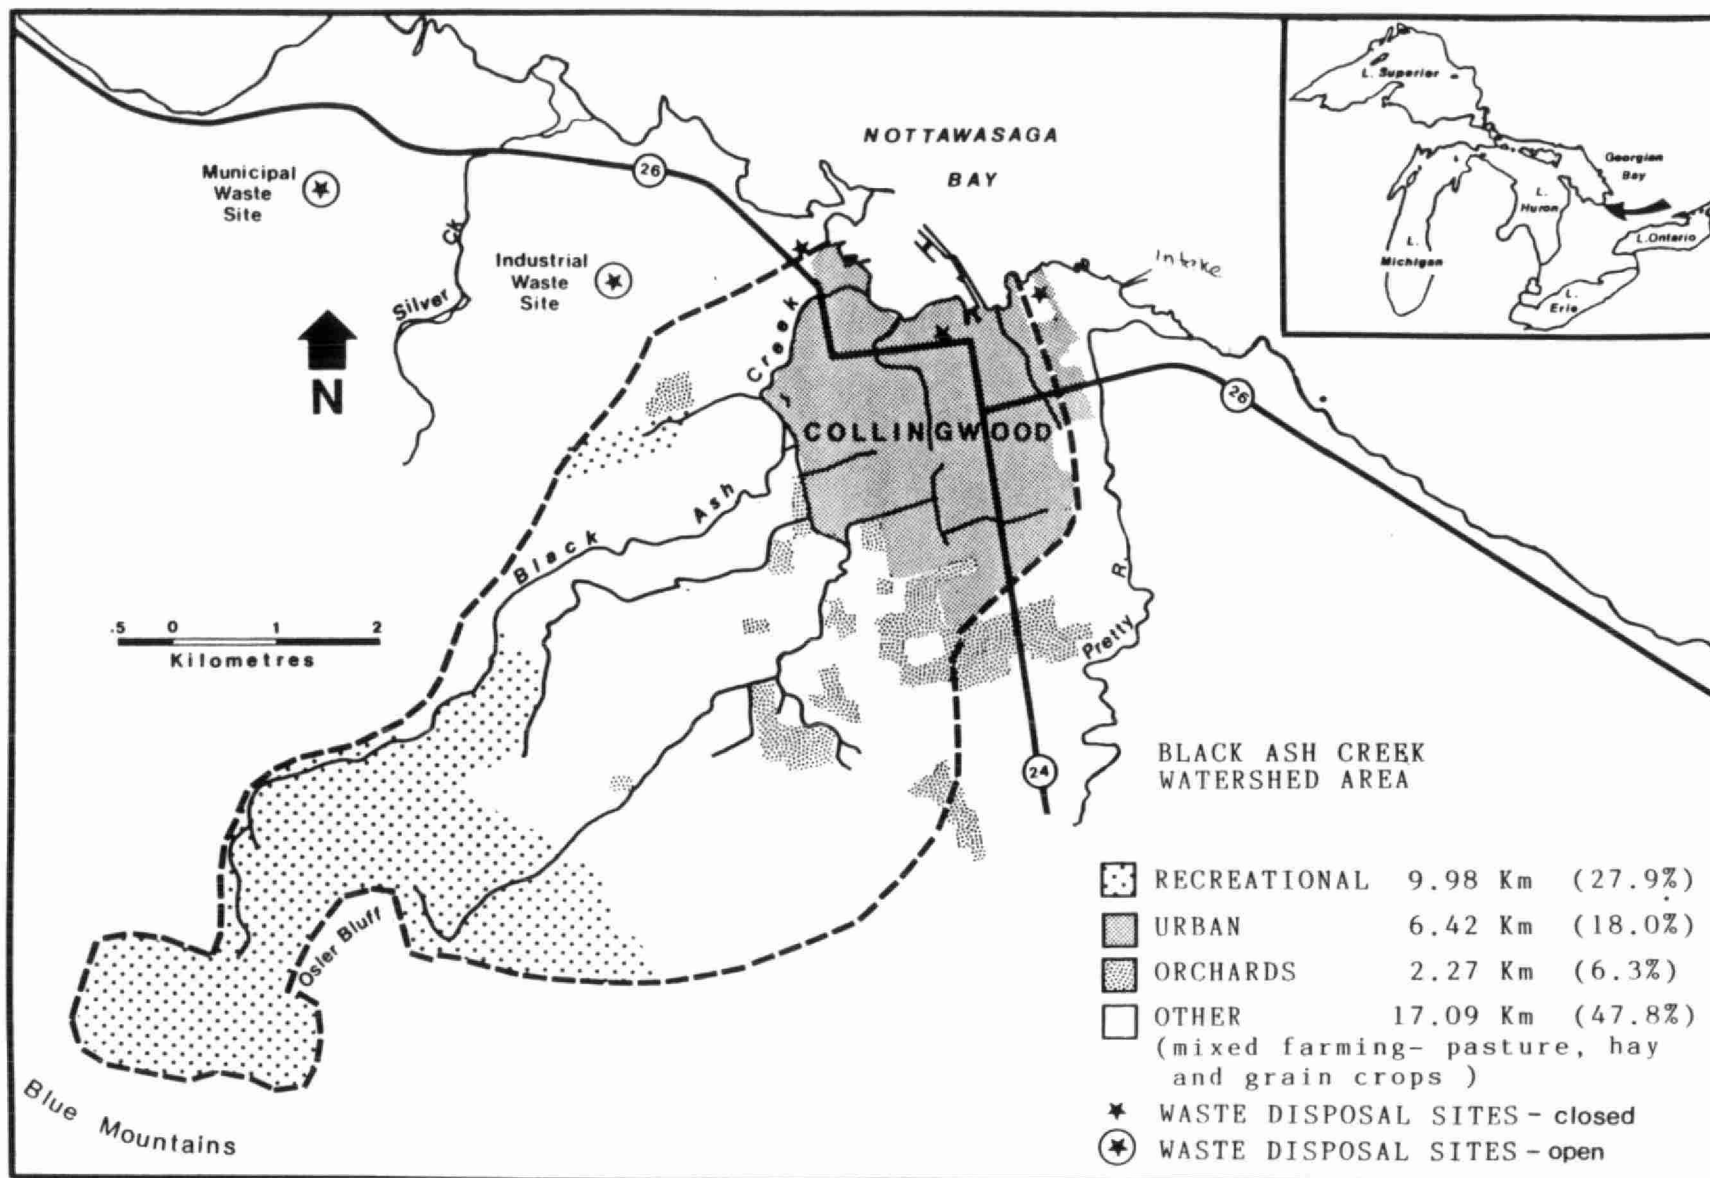 NOTTAWASAGA
BAY
Municipal
Waste
Site
26
Industrial
Waste
Site
Silver Ck
N
Intake
L. Superior
Georgian
Bay
L.
Huron
L. Ontario
L.
Michigan
L.
Erie
COLLINGWOOD
26
Black Ash Creek
.5 0 1 2
Kilometres
Pretty R.
24
Osler Bluff
Blue Mountains
BLACK ASH CREEK
WATERSHED AREA
RECREATIONAL 9.98 Km (27.9%)
URBAN 6.42 Km (18.0%)
ORCHARDS 2.27 Km (6.3%)
OTHER 17.09 Km (47.8%)
(mixed farming- pasture, hay
and grain crops )
WASTE DISPOSAL SITES - closed
WASTE DISPOSAL SITES - open